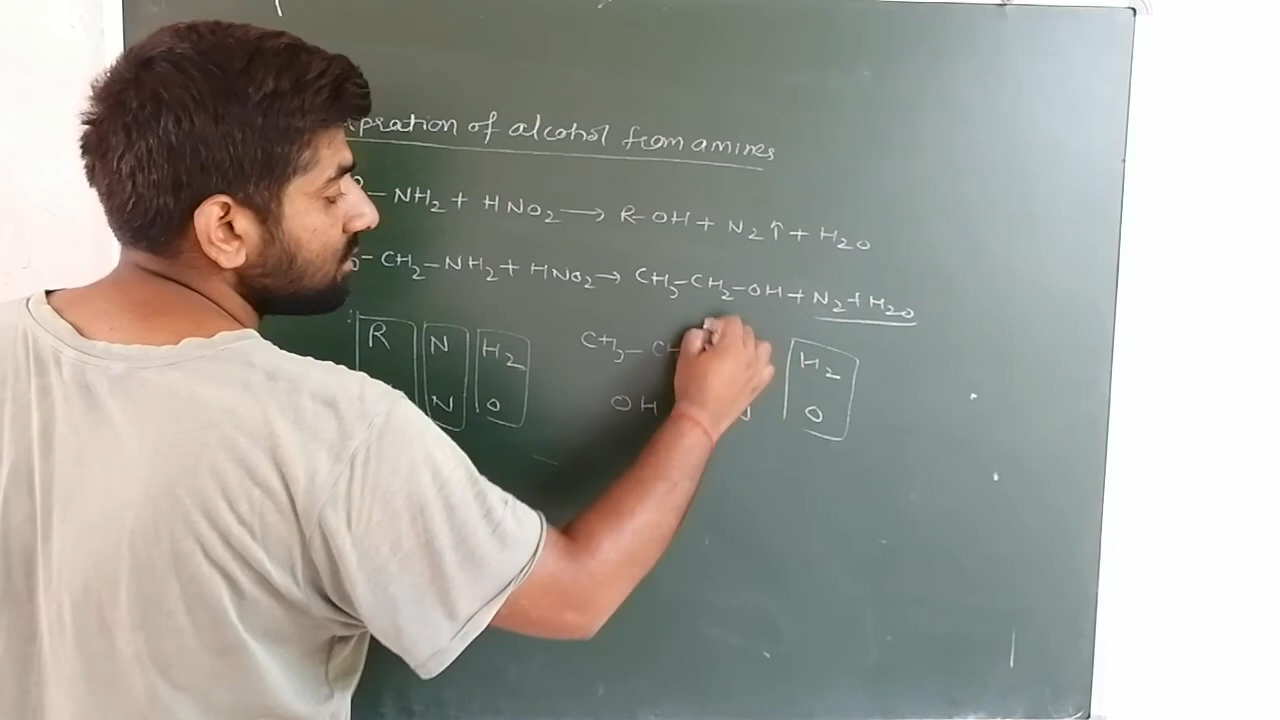 of alcohol from amines
— NH2 + HNO2 → R-OH + N2↑ + H2O
- CH2 - NH2 + HNO2 → CH3-CH2-OH + N2 + H2O
R N H2 CH3 - CH H2
N O OH O